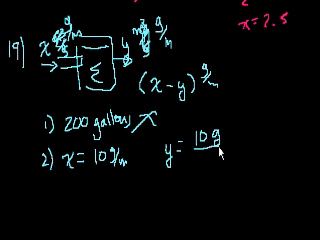 x = 2.5
19) x g/m Σ y g/m
(x - y) g/m
1) 200 gallons
2) x = 10 g/m y = 10 g